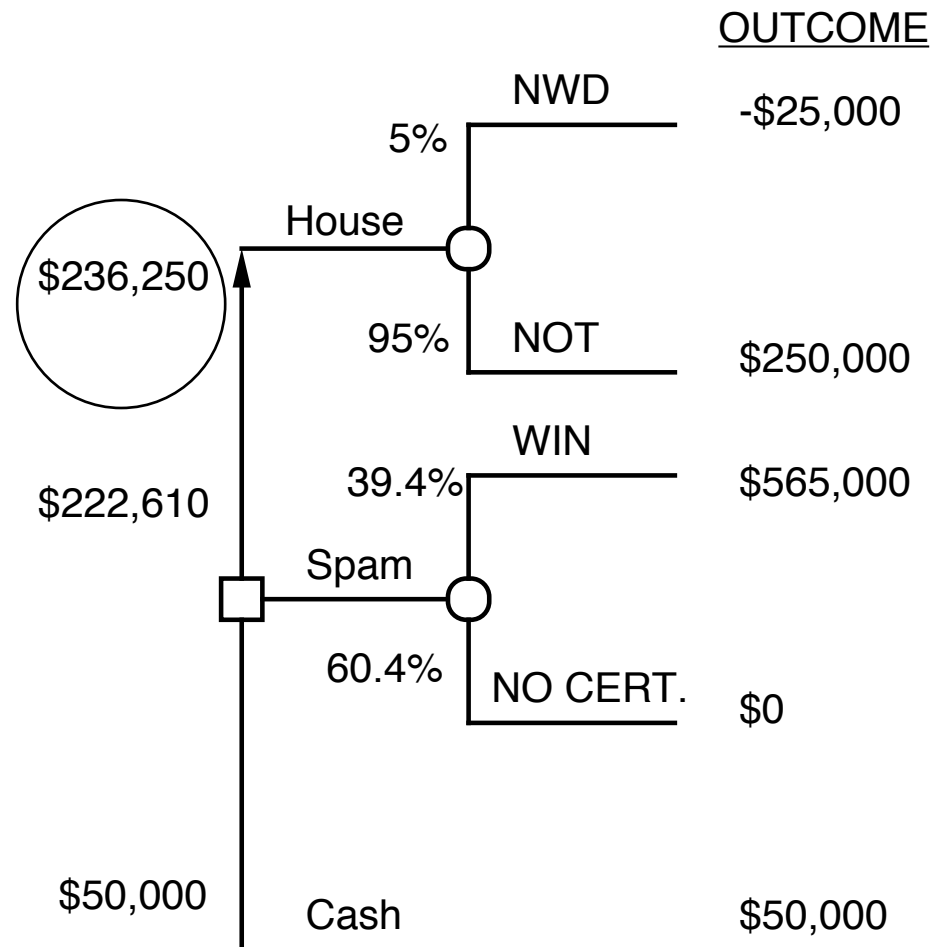 OUTCOME
NWD
-$25,000
5%
House
$236,250
95%
NOT
$250,000
WIN
39.4%
$565,000
$222,610
Spam
60.4%
NO CERT.
$0
$50,000
Cash
$50,000